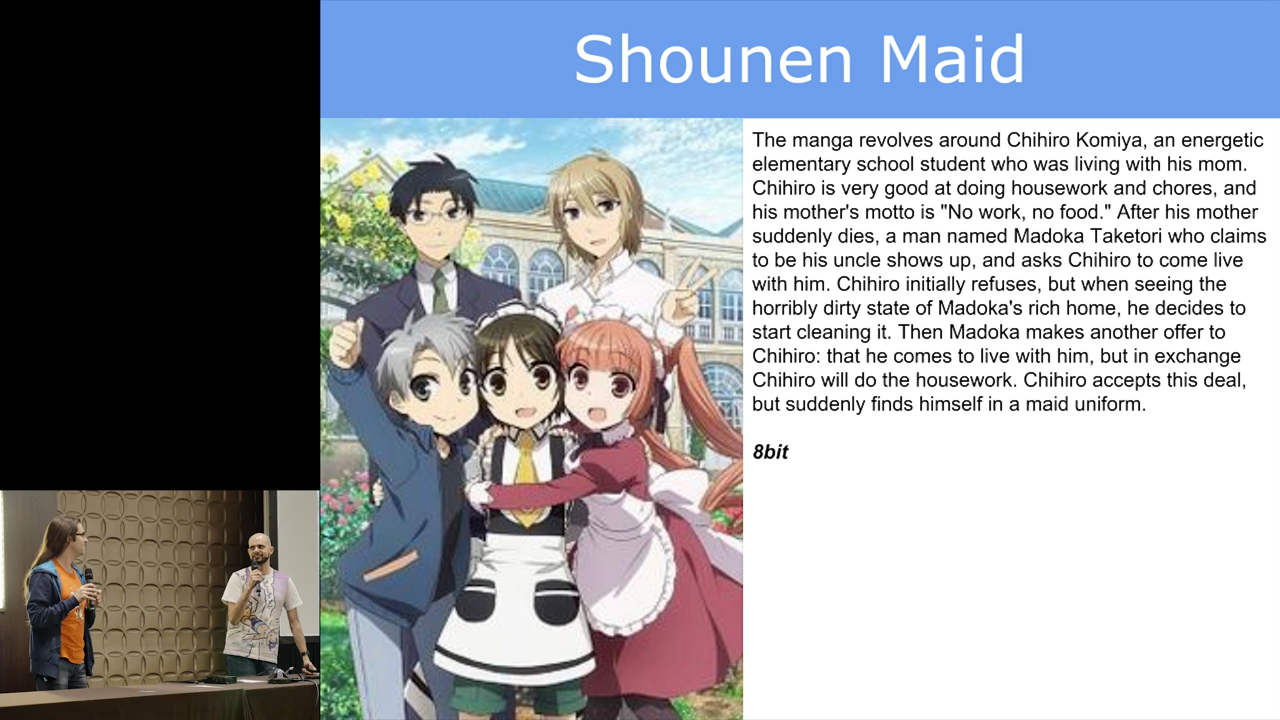 Shounen Maid
The manga revolves around Chihiro Komiya, an energetic
elementary school student who was living with his mom.
Chihiro is very good at doing housework and chores, and
his mother's motto is "No work, no food." After his mother
suddenly dies, a man named Madoka Taketori who claims
to be his uncle shows up, and asks Chihiro to come live
with him. Chihiro initially refuses, but when seeing the
horribly dirty state of Madoka's rich home, he decides to
start cleaning it. Then Madoka makes another offer to
Chihiro: that he comes to live with him, but in exchange
Chihiro will do the housework. Chihiro accepts this deal,
but suddenly finds himself in a maid uniform.
8bit